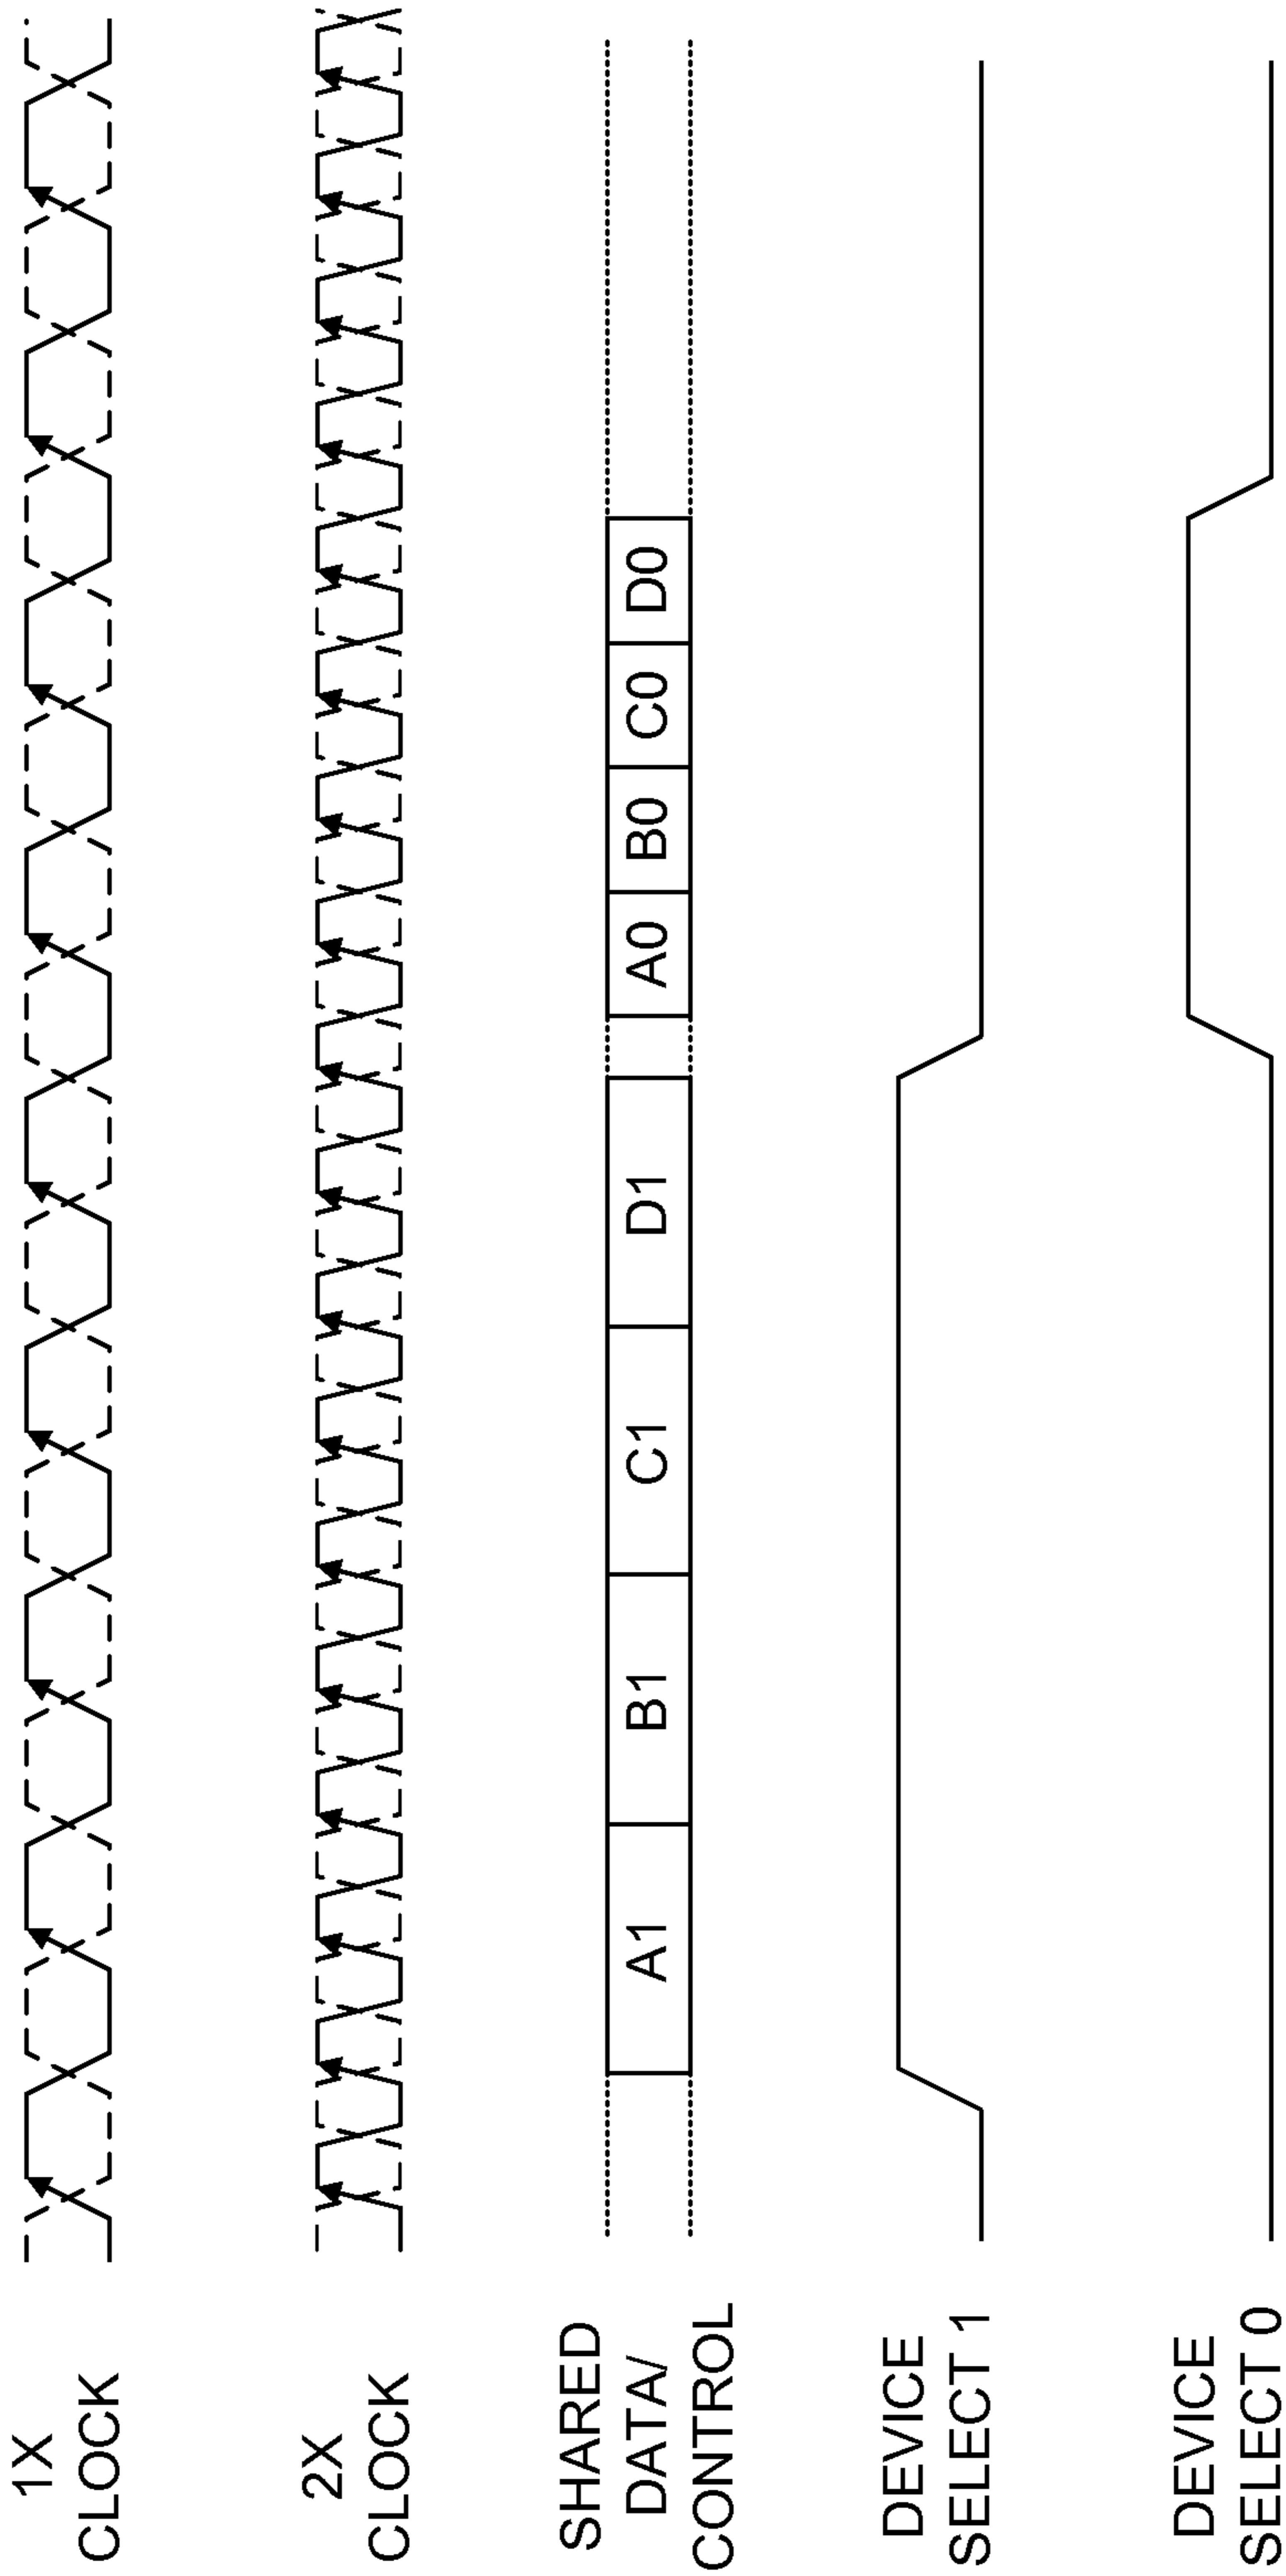 1X
CLOCK
2X
CLOCK
SHARED
DATA/
CONTROL
A1
B1
C1
D1
A0
B0
C0
D0
DEVICE
SELECT 1
DEVICE
SELECT 0